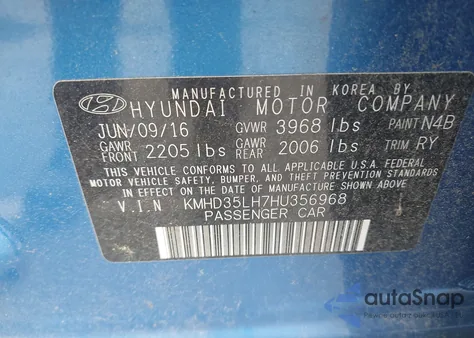 MANUFACTURED IN KOREA BY
HYUNDAI MOTOR COMPANY
JUN/09/16 GVWR 3968 lbs PAINT N4B
GAWR FRONT 2205 lbs GAWR REAR 2006 lbs TRIM RY
THIS VEHICLE CONFORMS TO ALL APPLICABLE U.S.A. FEDERAL
MOTOR VEHICLE SAFETY, BUMPER, AND THEFT PREVENTION STANDARDS
IN EFFECT ON THE DATE OF MANUFACTURE SHOWN ABOVE.
V.I.N KMHD35LH7HU356968
PASSENGER CAR
autoSnap